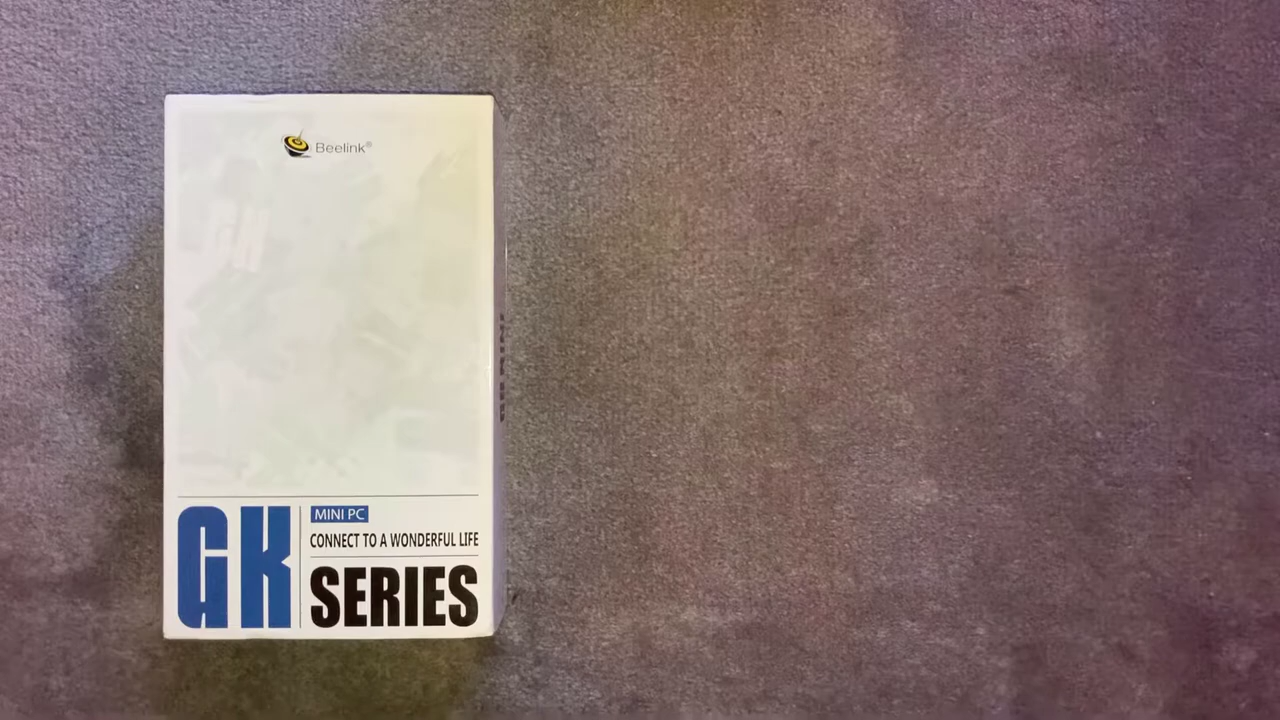 Beelink®
GK
MINI PC
CONNECT TO A WONDERFUL LIFE
SERIES